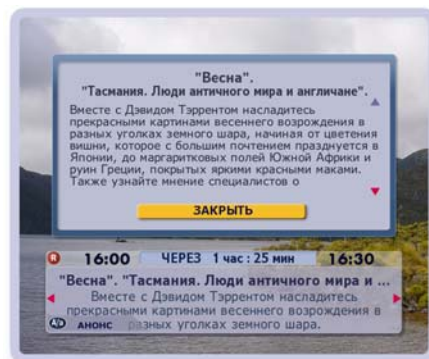 "Весна".
"Тасмания. Люди античного мира и англичане".
Вместе с Дэвидом Тэррентом насладитесь
прекрасными картинами весеннего возрождения в
разных уголках земного шара, начиная от цветения
вишни, которое с большим почтением празднуется в
Японии, до маргаритковых полей Южной Африки и
руин Греции, покрытых яркими красными маками.
Также узнайте мнение специалистов о
ЗАКРЫТЬ
R 16:00 ЧЕРЕЗ 1 час : 25 мин 16:30
"Весна". "Тасмания. Люди античного мира и ...
Вместе с Дэвидом Тэррентом насладитесь
прекрасными картинами весеннего возрождения в
АНОНС разных уголках земного шара.